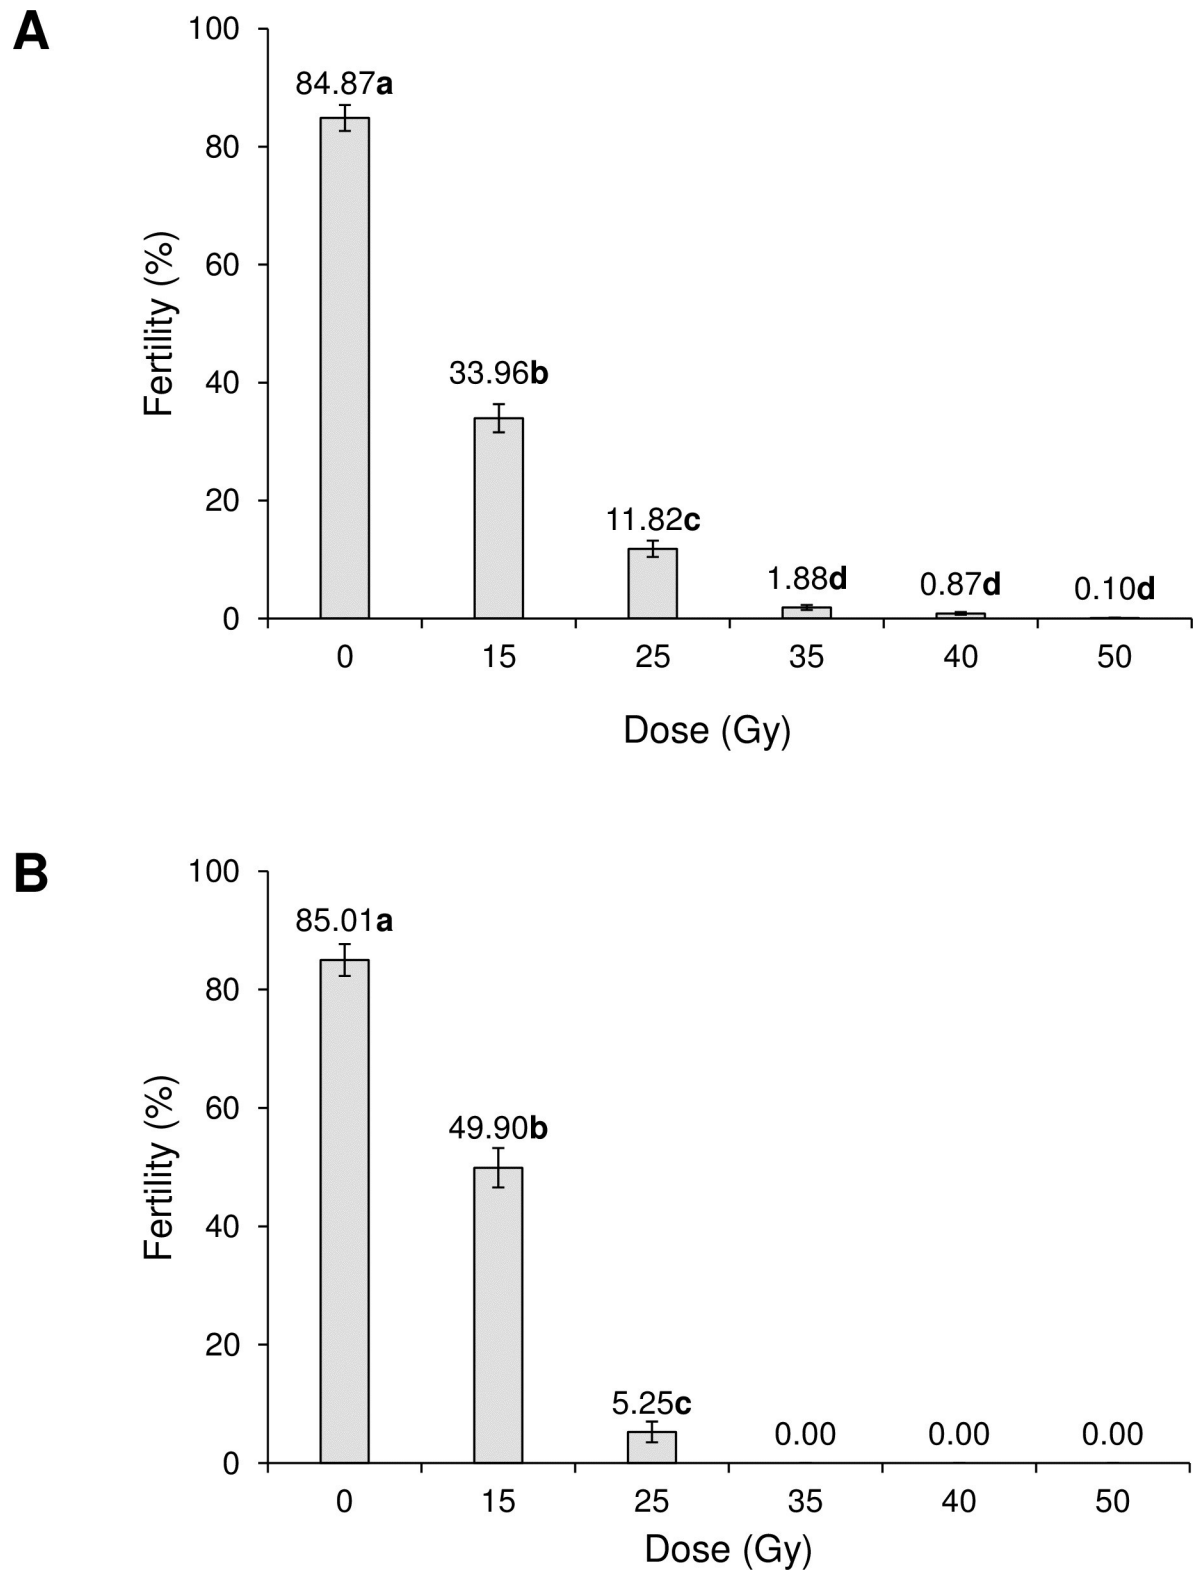 A
100
84.87a
80
60
Fertility (%)
40
33.96b
20
11.82c
1.88d
0.87d
0.10d
0
0 15 25 35 40 50
Dose (Gy)
B
100
85.01a
80
60
Fertility (%)
49.90b
40
20
5.25c
0.00 0.00 0.00
0
0 15 25 35 40 50
Dose (Gy)